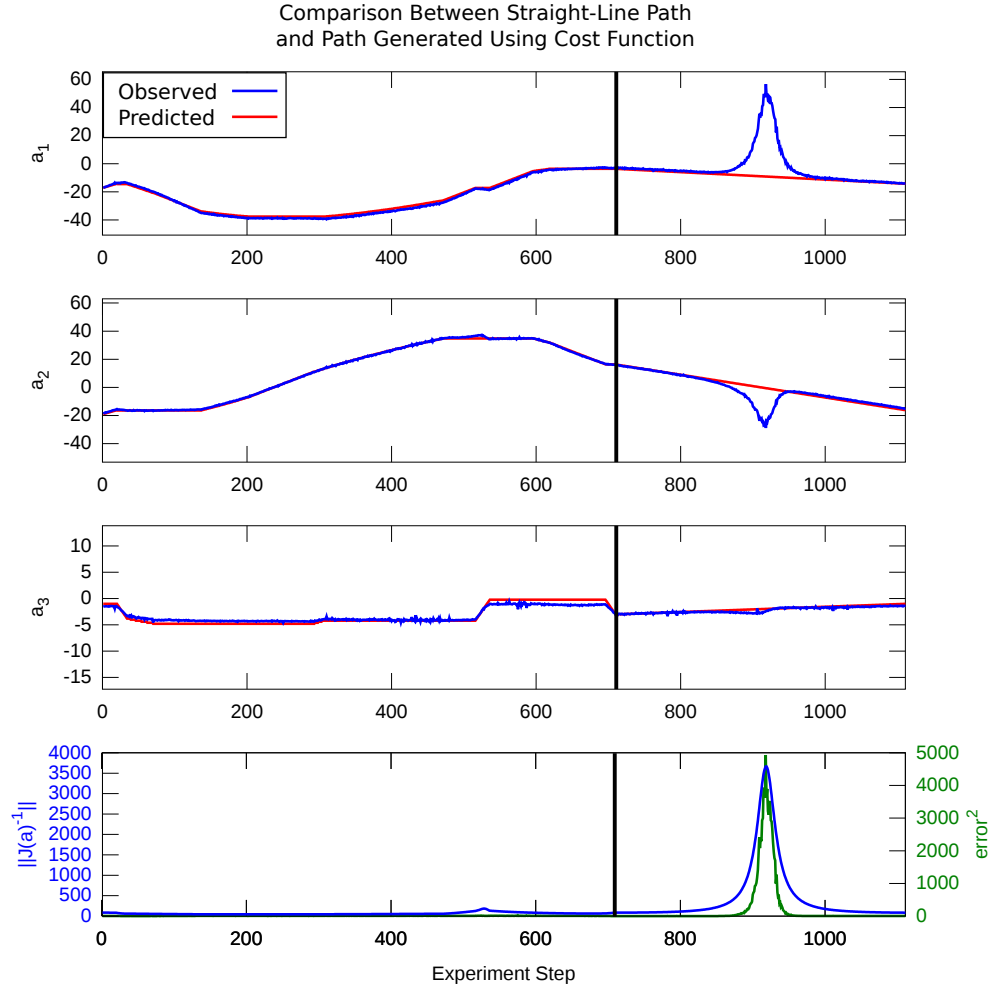 Comparison Between Straight-Line Path
and Path Generated Using Cost Function
Observed
Predicted
a1
60
40
20
0
-20
-40
0 200 400 600 800 1000
a2
60
40
20
0
-20
-40
0 200 400 600 800 1000
a3
10
5
0
-5
-10
-15
0 200 400 600 800 1000
||J(a)^-1||
4000
3500
3000
2500
2000
1500
1000
500
0
5000
4000
3000
2000
1000
0
error^2
0 200 400 600 800 1000
Experiment Step